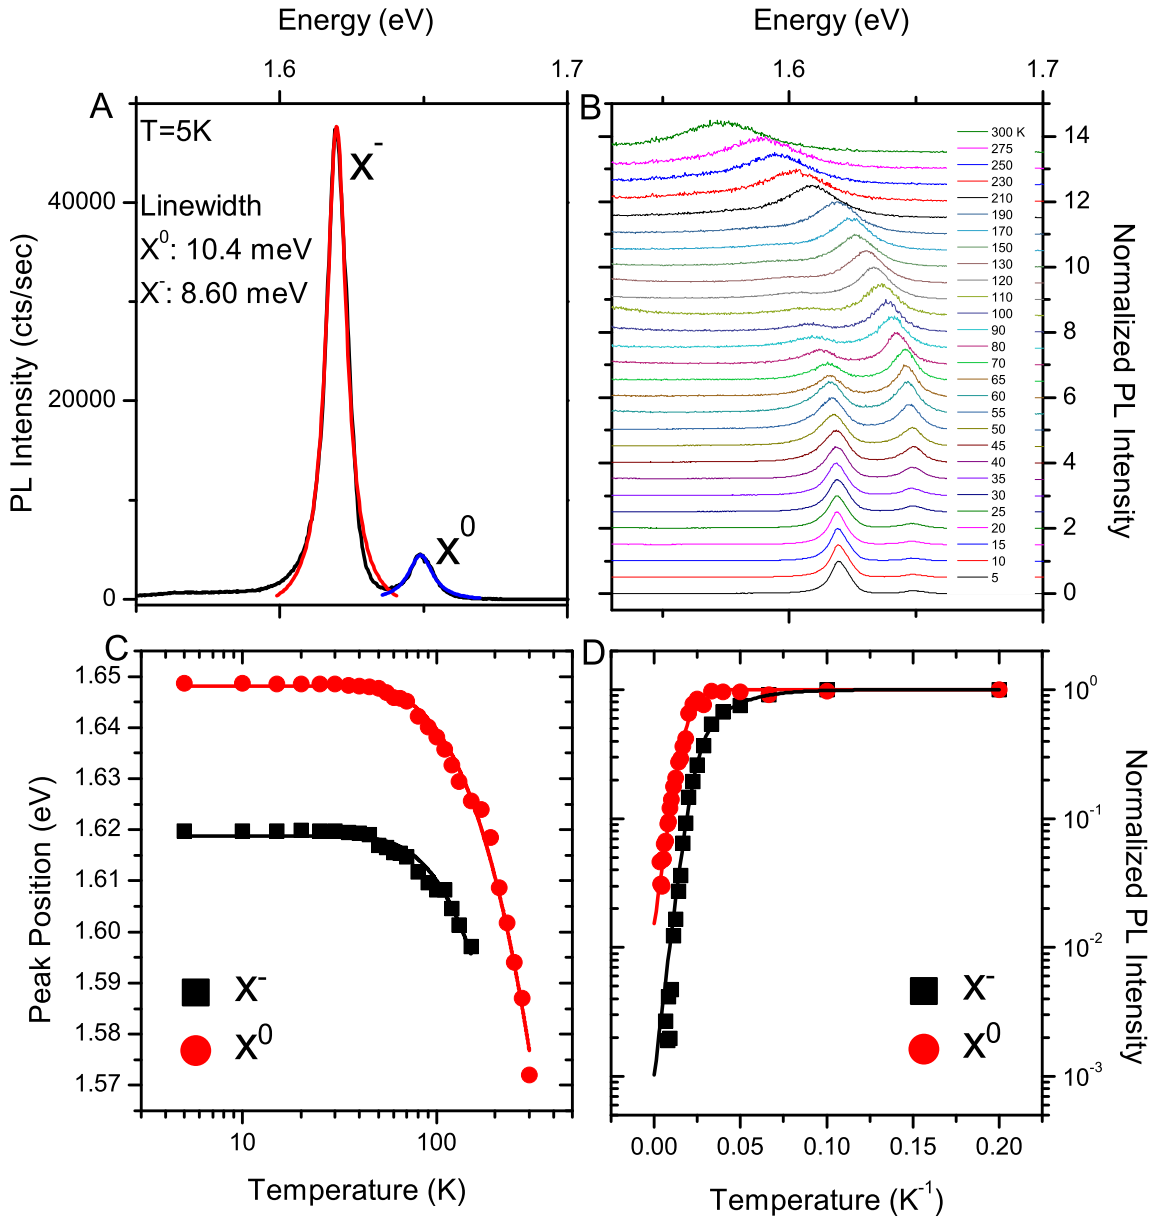 Energy (eV)
1.6
1.7
A
T=5K
X⁻
Linewidth
X⁰: 10.4 meV
X⁻: 8.60 meV
X⁰
40000
20000
0
PL Intensity (cts/sec)
Energy (eV)
1.6
1.7
B
300 K
275
250
230
210
190
170
150
130
120
110
100
90
80
70
65
60
55
50
45
40
35
30
25
20
15
10
5
14
12
10
8
6
4
2
0
Normalized PL Intensity
C
1.65
1.64
1.63
1.62
1.61
1.60
1.59
1.58
1.57
Peak Position (eV)
X⁻
X⁰
10
100
Temperature (K)
D
10⁰
10⁻¹
10⁻²
10⁻³
Normalized PL Intensity
X⁻
X⁰
0.00
0.05
0.10
0.15
0.20
Temperature (K⁻¹)